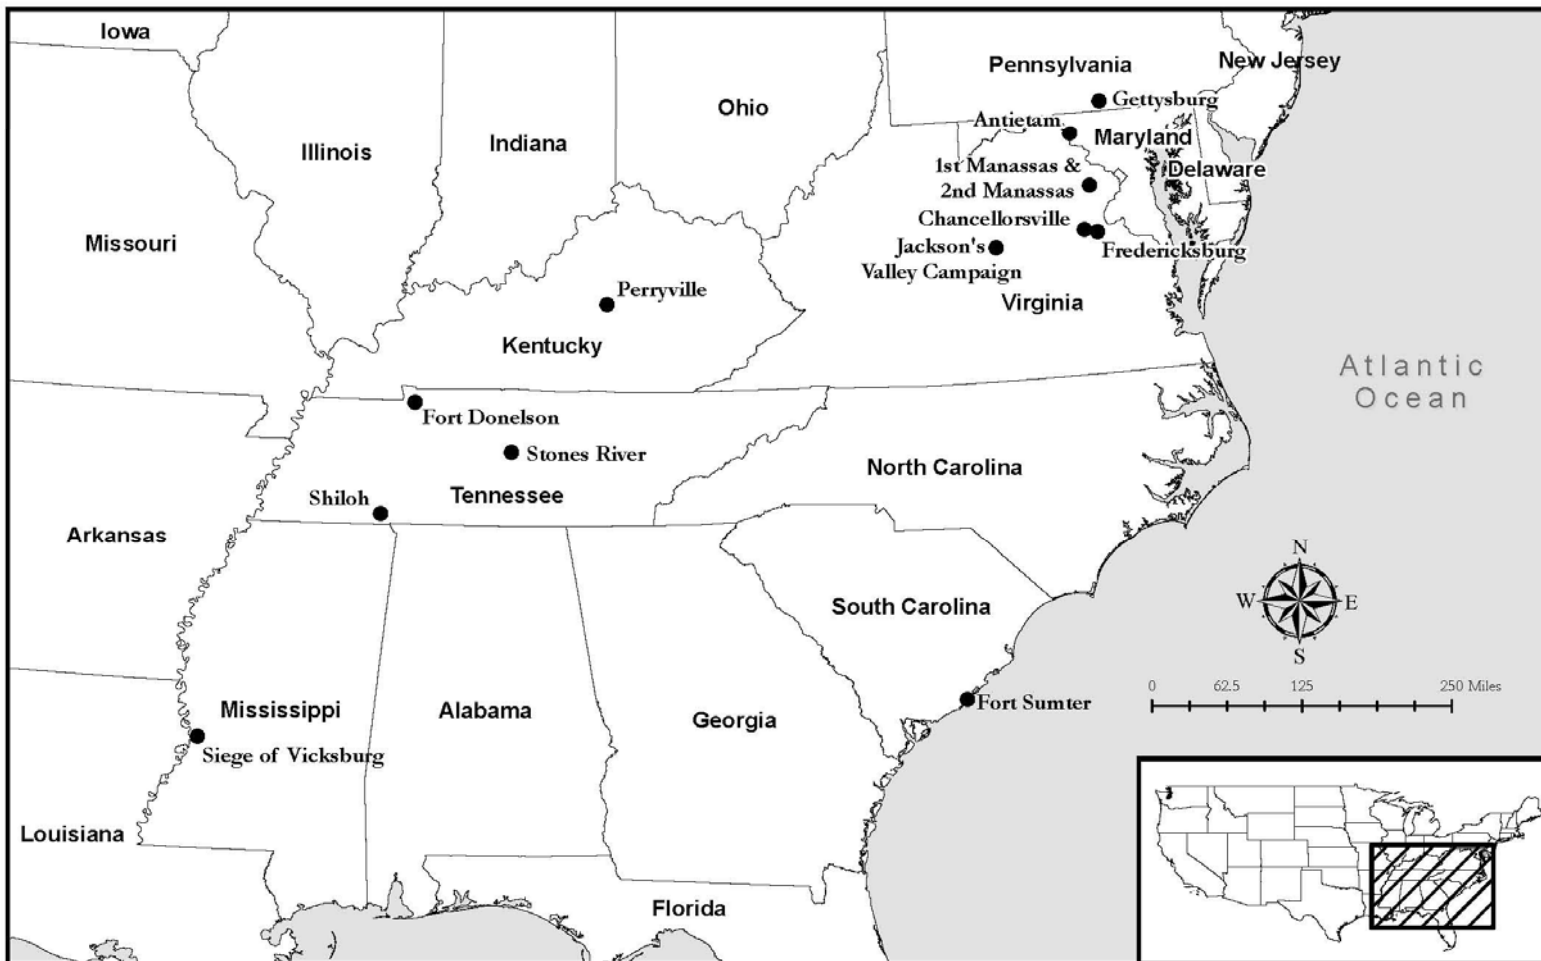 Iowa
Pennsylvania
New Jersey
Gettysburg
Ohio
Antietam
Maryland
Indiana
Illinois
1st Manassas &
2nd Manassas
Delaware
Chancellorsville
Missouri
Jackson's
Valley Campaign
Fredericksburg
Perryville
Virginia
Kentucky
Atlantic
Ocean
Fort Donelson
Stones River
North Carolina
Shiloh
Tennessee
Arkansas
N
W
E
S
South Carolina
0 62.5 125 250 Miles
Fort Sumter
Mississippi
Alabama
Georgia
Siege of Vicksburg
Louisiana
Florida